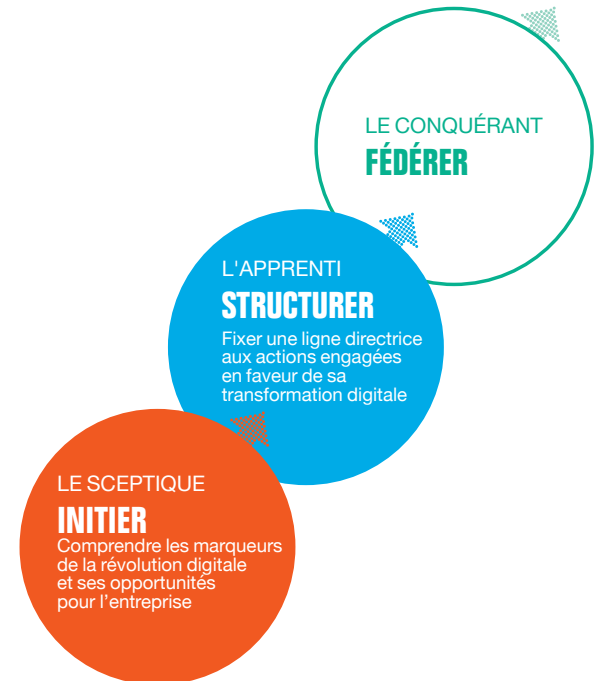 LE CONQUÉRANT
FÉDÉRER
L'APPRENTI
STRUCTURER
Fixer une ligne directrice
aux actions engagées
en faveur de sa
transformation digitale
LE SCEPTIQUE
INITIER
Comprendre les marqueurs
de la révolution digitale
et ses opportunités
pour l’entreprise